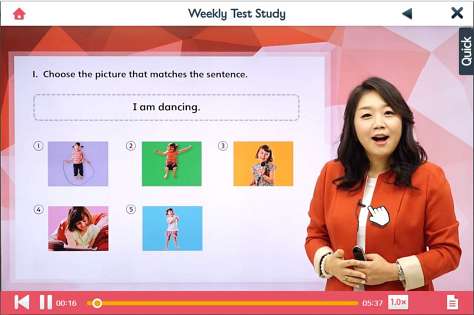 Weekly Test Study
Quick
1. Choose the picture that matches the sentence.
I am dancing.
①
②
③
④
⑤
00:16
05:37
1.0×